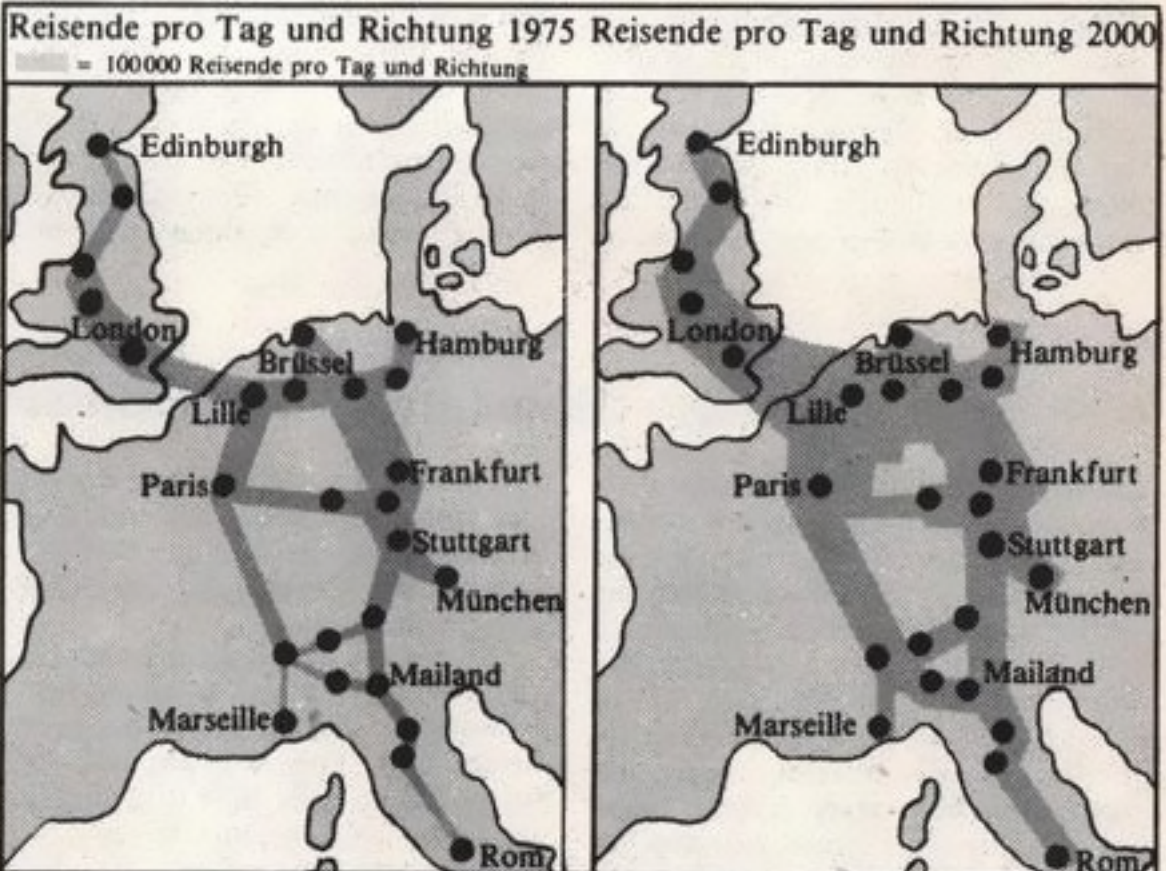 Reisende pro Tag und Richtung 1975
= 100000 Reisende pro Tag und Richtung
Edinburgh
London
Hamburg
Brüssel
Lille
Frankfurt
Paris
Stuttgart
München
Mailand
Marseille
Rom
Reisende pro Tag und Richtung 2000
Edinburgh
London
Hamburg
Brüssel
Lille
Frankfurt
Paris
Stuttgart
München
Mailand
Marseille
Rom